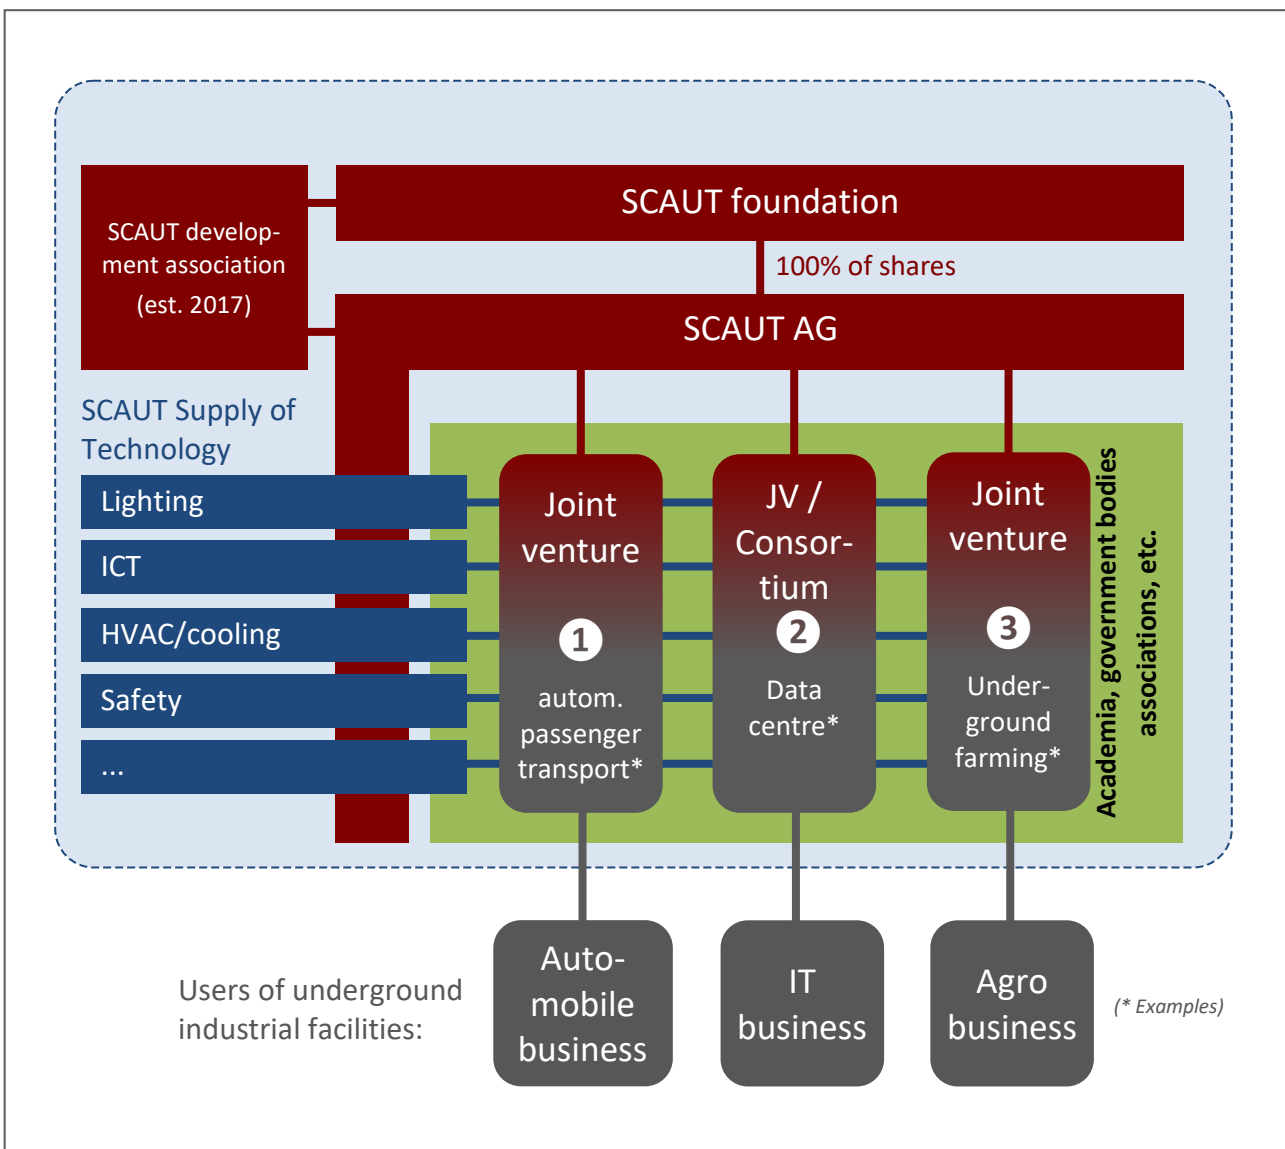 SCAUT develop-
ment association
(est. 2017)
SCAUT foundation
100% of shares
SCAUT AG
SCAUT Supply of
Technology
Lighting
ICT
HVAC/cooling
Safety
...
Joint
venture
1
autom.
passenger
transport*
JV /
Consor-
tium
2
Data
centre*
Joint
venture
3
Under-
ground
farming*
Academia, government bodies
associations, etc.
Users of underground
industrial facilities:
Auto-
mobile
business
IT
business
Agro
business
(* Examples)